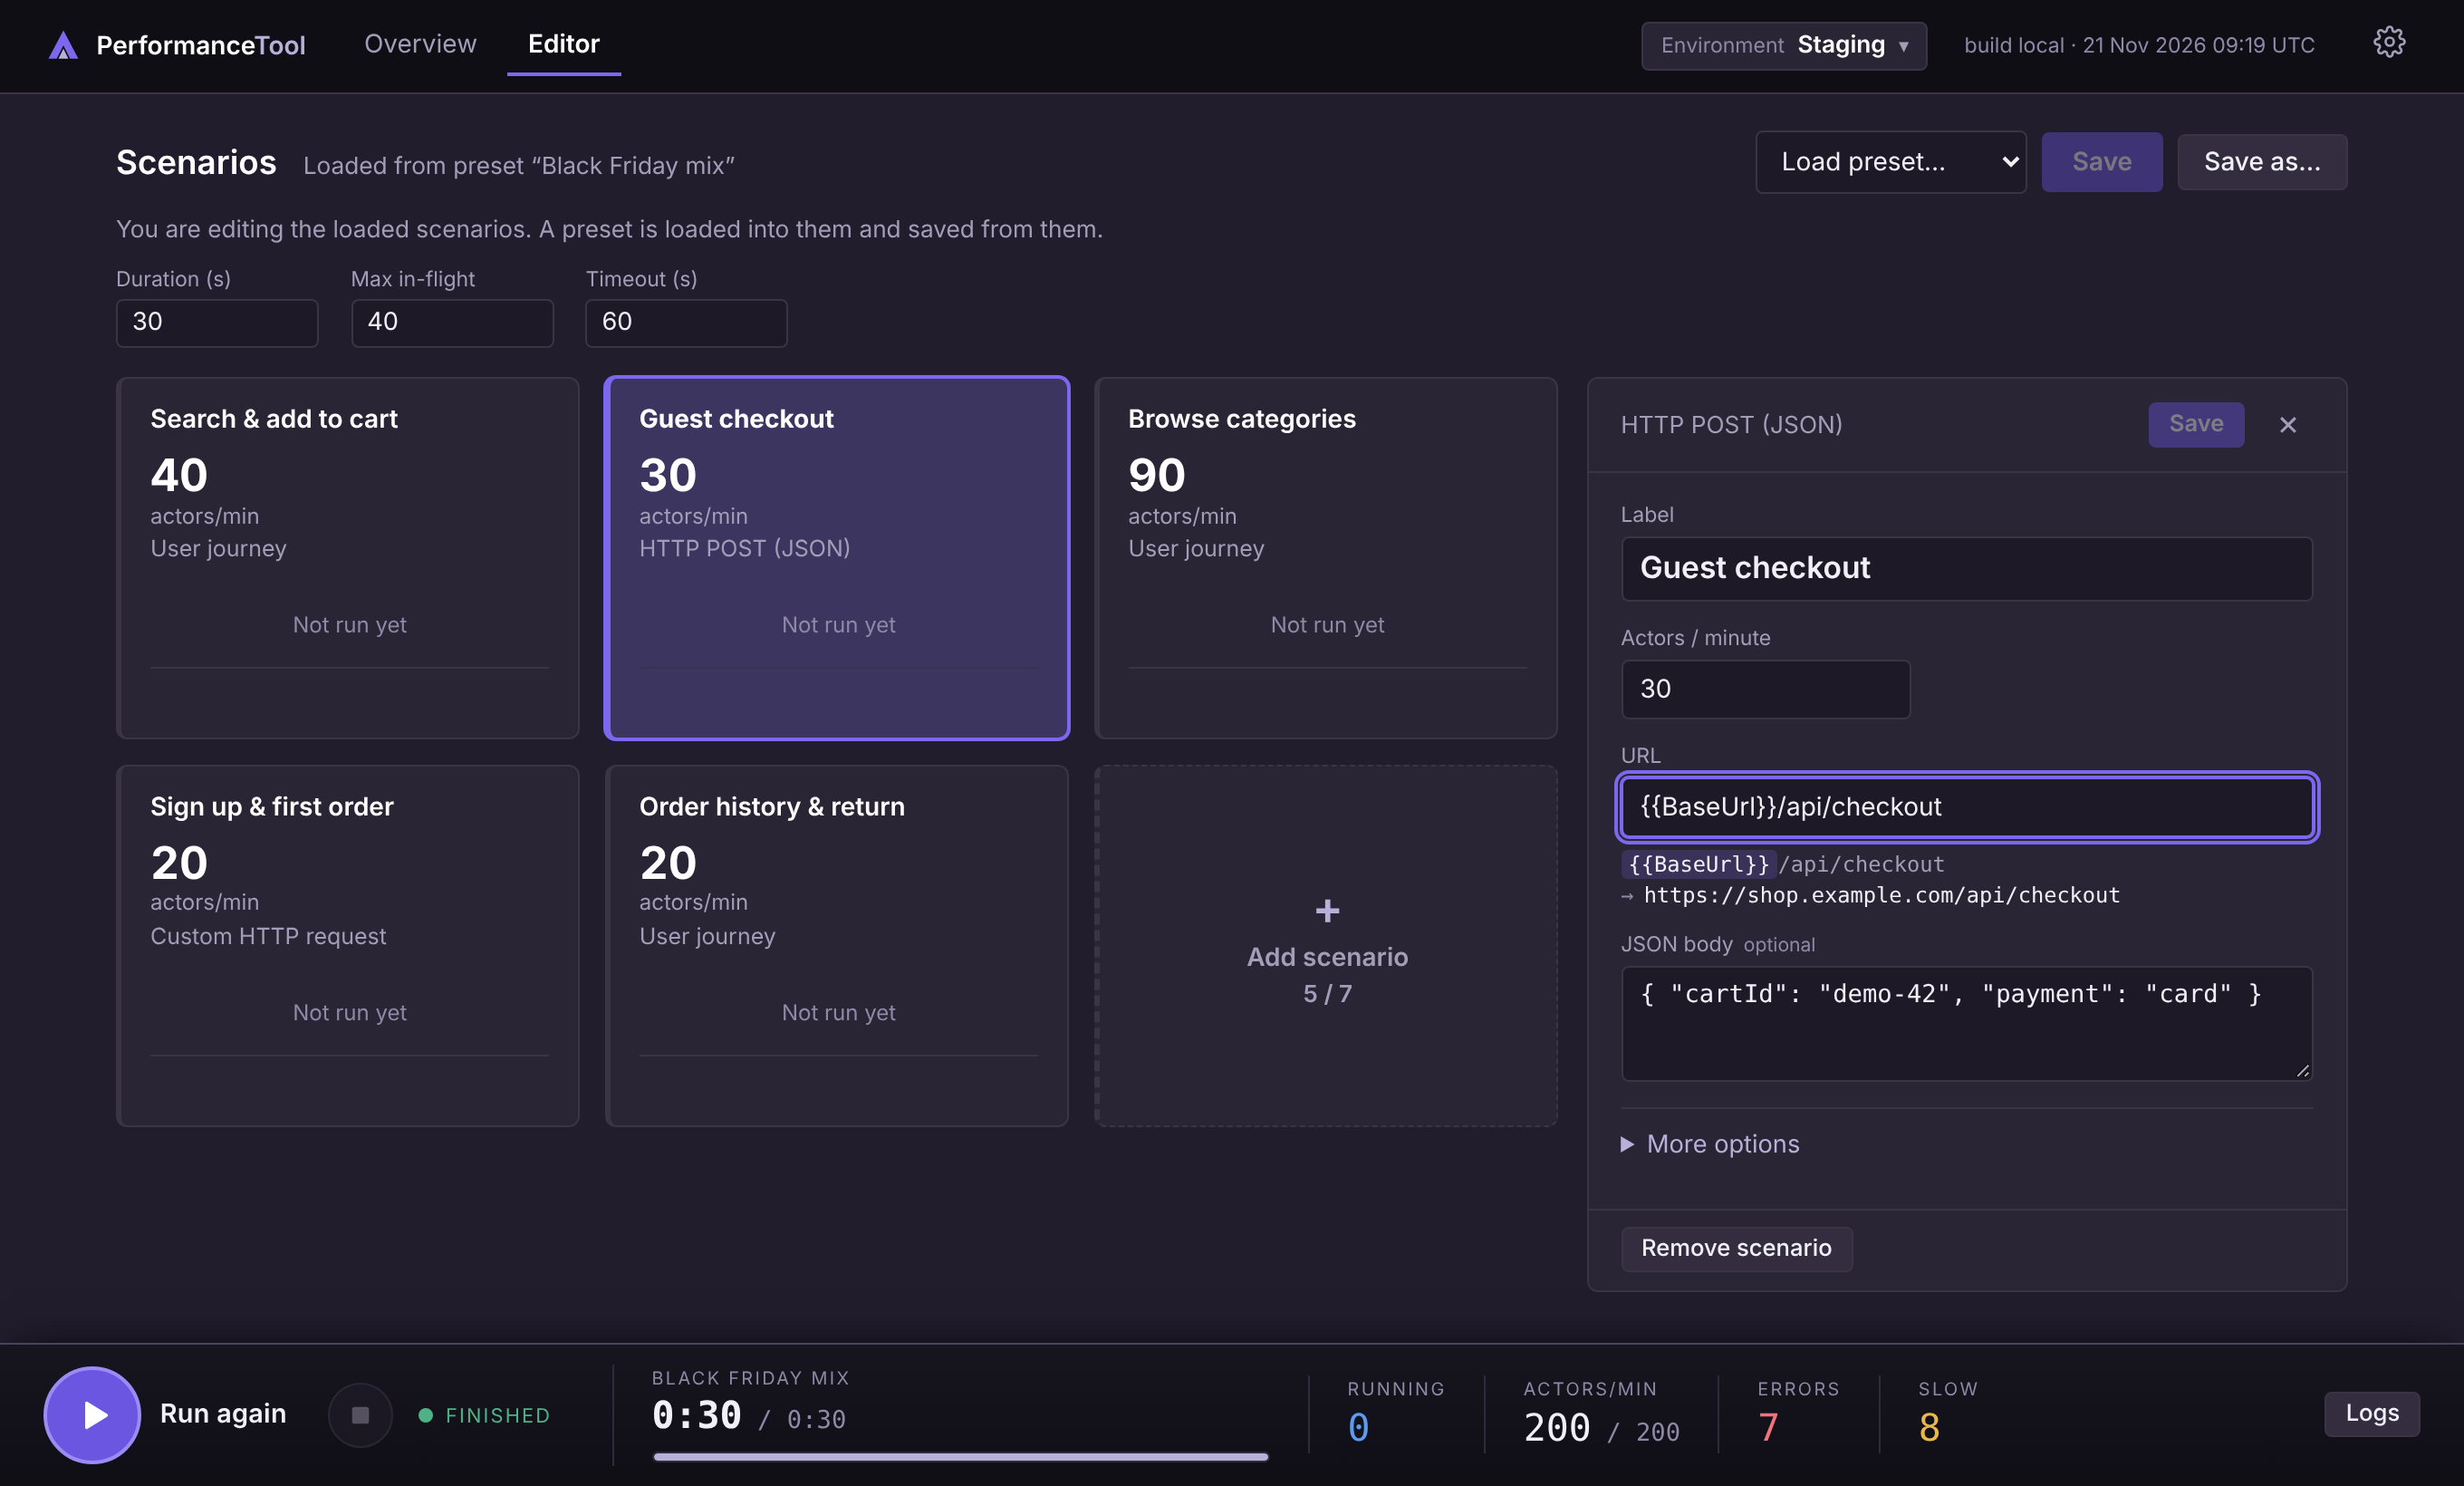 PerformanceTool
Overview
Editor
Environment Staging ▾
build local · 21 Nov 2026 09:19 UTC
Scenarios
Loaded from preset “Black Friday mix”
Load preset...
Save
Save as...
You are editing the loaded scenarios. A preset is loaded into them and saved from them.
Duration (s)
Max in-flight
Timeout (s)
30
40
60
Search & add to cart
40
actors/min
User journey
Not run yet
Guest checkout
30
actors/min
HTTP POST (JSON)
Not run yet
Browse categories
90
actors/min
User journey
Not run yet
Sign up & first order
20
actors/min
Custom HTTP request
Not run yet
Order history & return
20
actors/min
User journey
Not run yet
+
Add scenario
5 / 7
HTTP POST (JSON)
Save
×
Label
Guest checkout
Actors / minute
30
URL
{{BaseUrl}}/api/checkout
{{BaseUrl}}/api/checkout
→ https://shop.example.com/api/checkout
JSON body optional
{ "cartId": "demo-42", "payment": "card" }
▶ More options
Remove scenario
Run again
FINISHED
BLACK FRIDAY MIX
0:30 / 0:30
RUNNING
0
ACTORS/MIN
200 / 200
ERRORS
7
SLOW
8
Logs